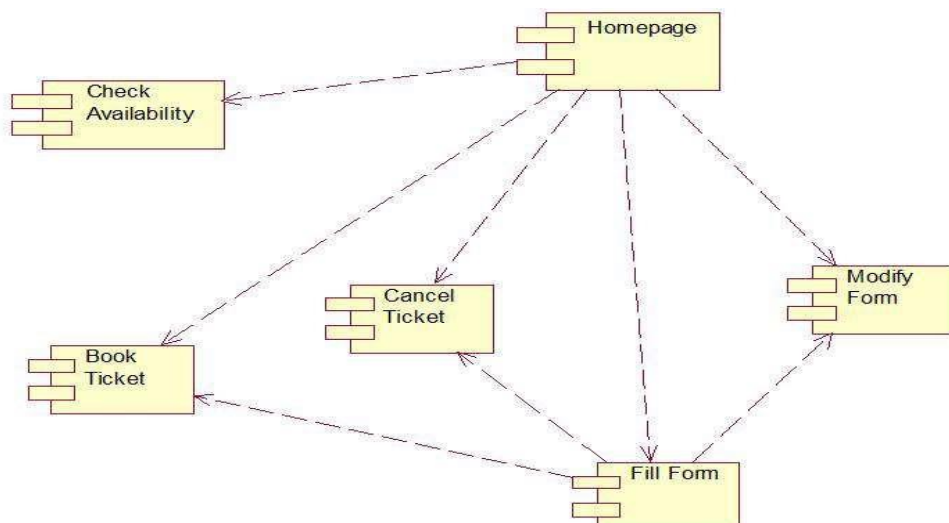 Homepage
Check
Availability
Modify
Form
Cancel
Ticket
Book
Ticket
Fill Form